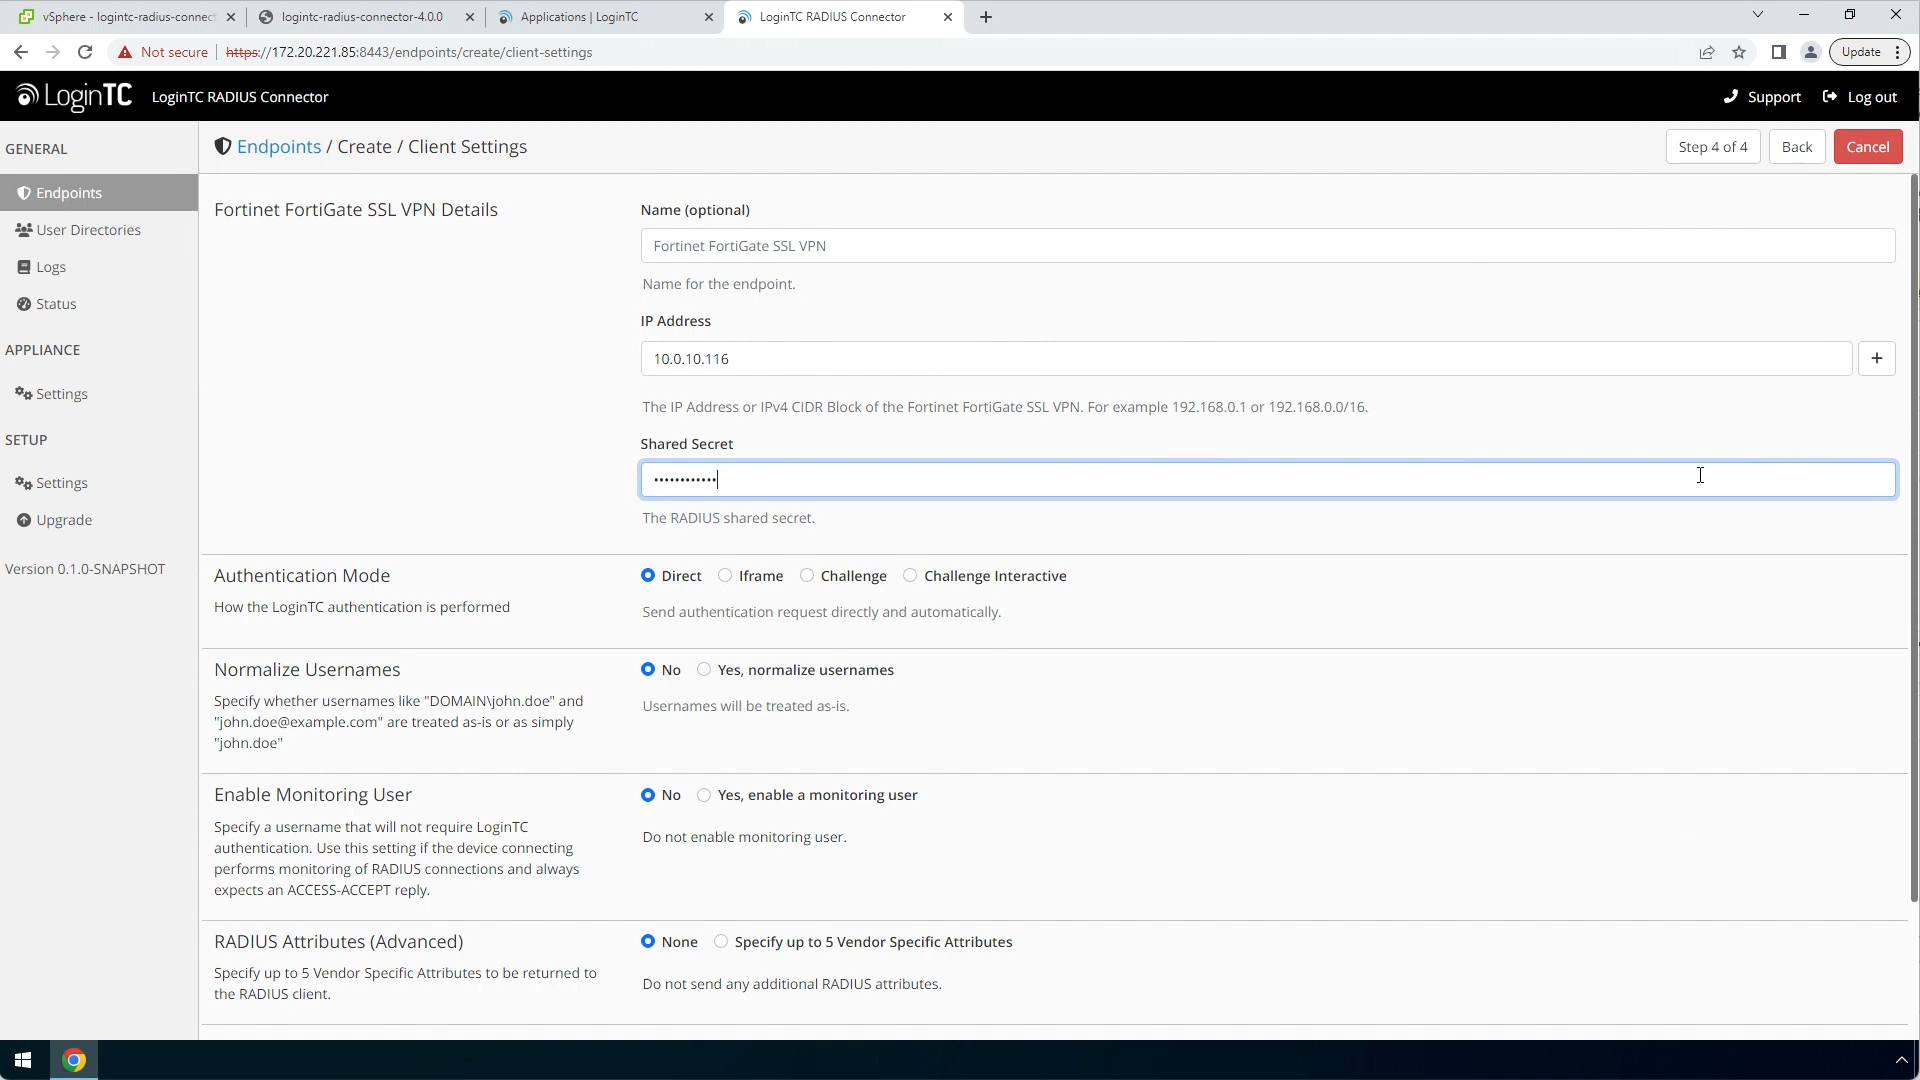 vSphere - logintc-radius-connect
logintc-radius-connector-4.0.0
Applications | LoginTC
LoginTC RADIUS Connector
Not secure
https://172.20.221.85:8443/endpoints/create/client-settings
Update
LoginTC
LoginTC RADIUS Connector
Support
Log out
GENERAL
Endpoints
User Directories
Logs
Status
APPLIANCE
Settings
SETUP
Settings
Upgrade
Version 0.1.0-SNAPSHOT
Endpoints / Create / Client Settings
Step 4 of 4
Back
Cancel
Fortinet FortiGate SSL VPN Details
Name (optional)
Fortinet FortiGate SSL VPN
Name for the endpoint.
IP Address
10.0.10.116
+
The IP Address or IPv4 CIDR Block of the Fortinet FortiGate SSL VPN. For example 192.168.0.1 or 192.168.0.0/16.
Shared Secret
••••••••••••
The RADIUS shared secret.
Authentication Mode
How the LoginTC authentication is performed
Direct Iframe Challenge Challenge Interactive
Send authentication request directly and automatically.
Normalize Usernames
Specify whether usernames like "DOMAIN\john.doe" and
"john.doe@example.com" are treated as-is or as simply
"john.doe"
No Yes, normalize usernames
Usernames will be treated as-is.
Enable Monitoring User
Specify a username that will not require LoginTC
authentication. Use this setting if the device connecting
performs monitoring of RADIUS connections and always
expects an ACCESS-ACCEPT reply.
No Yes, enable a monitoring user
Do not enable monitoring user.
RADIUS Attributes (Advanced)
Specify up to 5 Vendor Specific Attributes to be returned to
the RADIUS client.
None Specify up to 5 Vendor Specific Attributes
Do not send any additional RADIUS attributes.